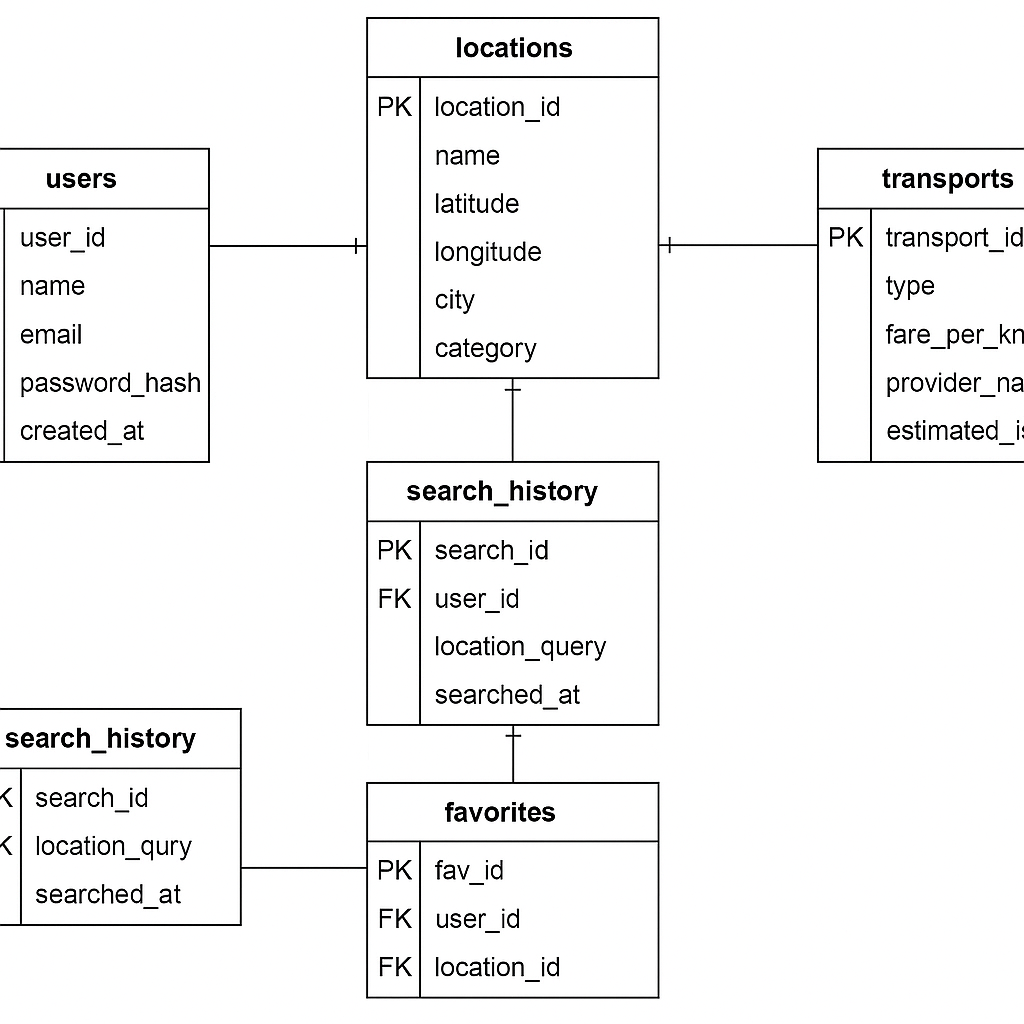 locations
PK location_id
name
latitude
longitude
city
category
users
user_id
name
email
password_hash
created_at
transports
PK transport_id
type
search_history
PK search_id
FK user_id
location_query
searched_at
search_history
K search_id
K location_qury
searched_at
favorites
PK fav_id
FK user_id
FK location_id